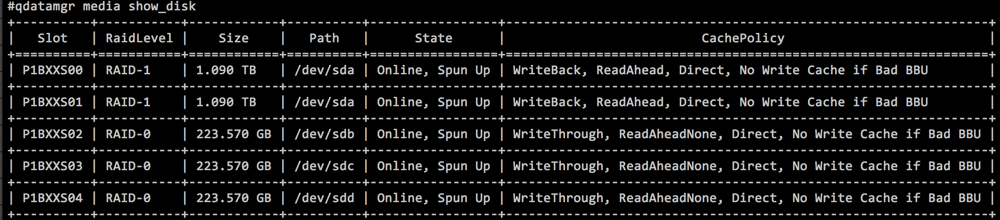 #qdatamgr media show_disk
+----------+-----------+------------+----------+-----------------+----------------------------------------------------------------+
|   Slot   | RaidLevel |    Size    |   Path   |      State      |                          CachePolicy                           |
+==========+===========+============+==========+=================+================================================================+
| P1BXXS00 | RAID-1    | 1.090 TB   | /dev/sda | Online, Spun Up | WriteBack, ReadAhead, Direct, No Write Cache if Bad BBU        |
+----------+-----------+------------+----------+-----------------+----------------------------------------------------------------+
| P1BXXS01 | RAID-1    | 1.090 TB   | /dev/sda | Online, Spun Up | WriteBack, ReadAhead, Direct, No Write Cache if Bad BBU        |
+----------+-----------+------------+----------+-----------------+----------------------------------------------------------------+
| P1BXXS02 | RAID-0    | 223.570 GB | /dev/sdb | Online, Spun Up | WriteThrough, ReadAheadNone, Direct, No Write Cache if Bad BBU |
+----------+-----------+------------+----------+-----------------+----------------------------------------------------------------+
| P1BXXS03 | RAID-0    | 223.570 GB | /dev/sdc | Online, Spun Up | WriteThrough, ReadAheadNone, Direct, No Write Cache if Bad BBU |
+----------+-----------+------------+----------+-----------------+----------------------------------------------------------------+
| P1BXXS04 | RAID-0    | 223.570 GB | /dev/sdd | Online, Spun Up | WriteThrough, ReadAheadNone, Direct, No Write Cache if Bad BBU |
+----------+-----------+------------+----------+-----------------+----------------------------------------------------------------+